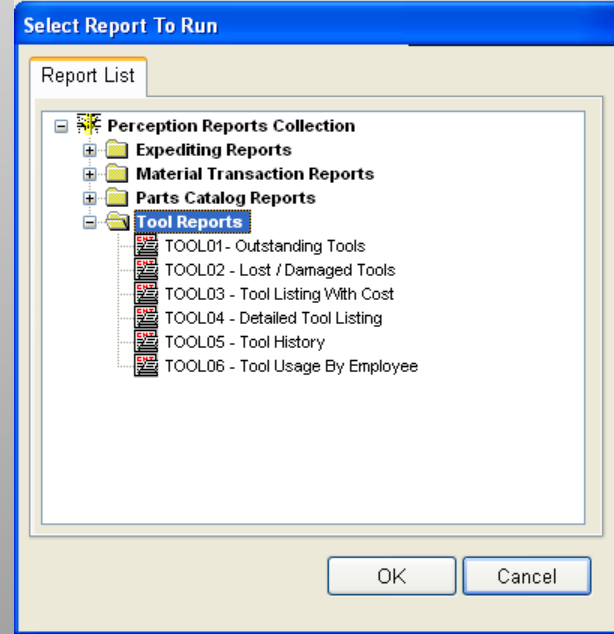 Select Report To Run
Report List
Perception Reports Collection
Expediting Reports
Material Transaction Reports
Parts Catalog Reports
Tool Reports
TOOL01- Outstanding Tools
TOOL02 - Lost / Damaged Tools
TOOL03 - Tool Listing With Cost
TOOL04 - Detailed Tool Listing
TOOL05 - Tool History
TOOL06 - Tool Usage By Employee
OK Cancel